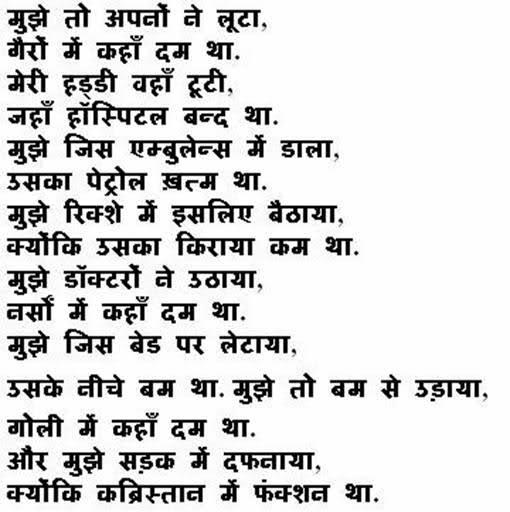 मुझे तो अपनों ने लूटा,
गैरों में कहाँ दम था.
मेरी हड्डी वहाँ टूटी,
जहाँ हॉस्पिटल बन्द था.
मुझे जिस एम्बुलेन्स में डाला,
उसका पेट्रोल ख़त्म था.
मुझे रिक्शे में इसलिए बैठाया,
क्योंकि उसका किराया कम था.
मुझे डॉक्टरों ने उठाया,
नर्सों में कहाँ दम था.
मुझे जिस बेड पर लेटाया,
उसके नीचे बम था. मुझे तो बम से उड़ाया,
गोली में कहाँ दम था.
और मुझे सड़क में दफनाया,
क्योंकि कब्रिस्तान में फंक्शन था.